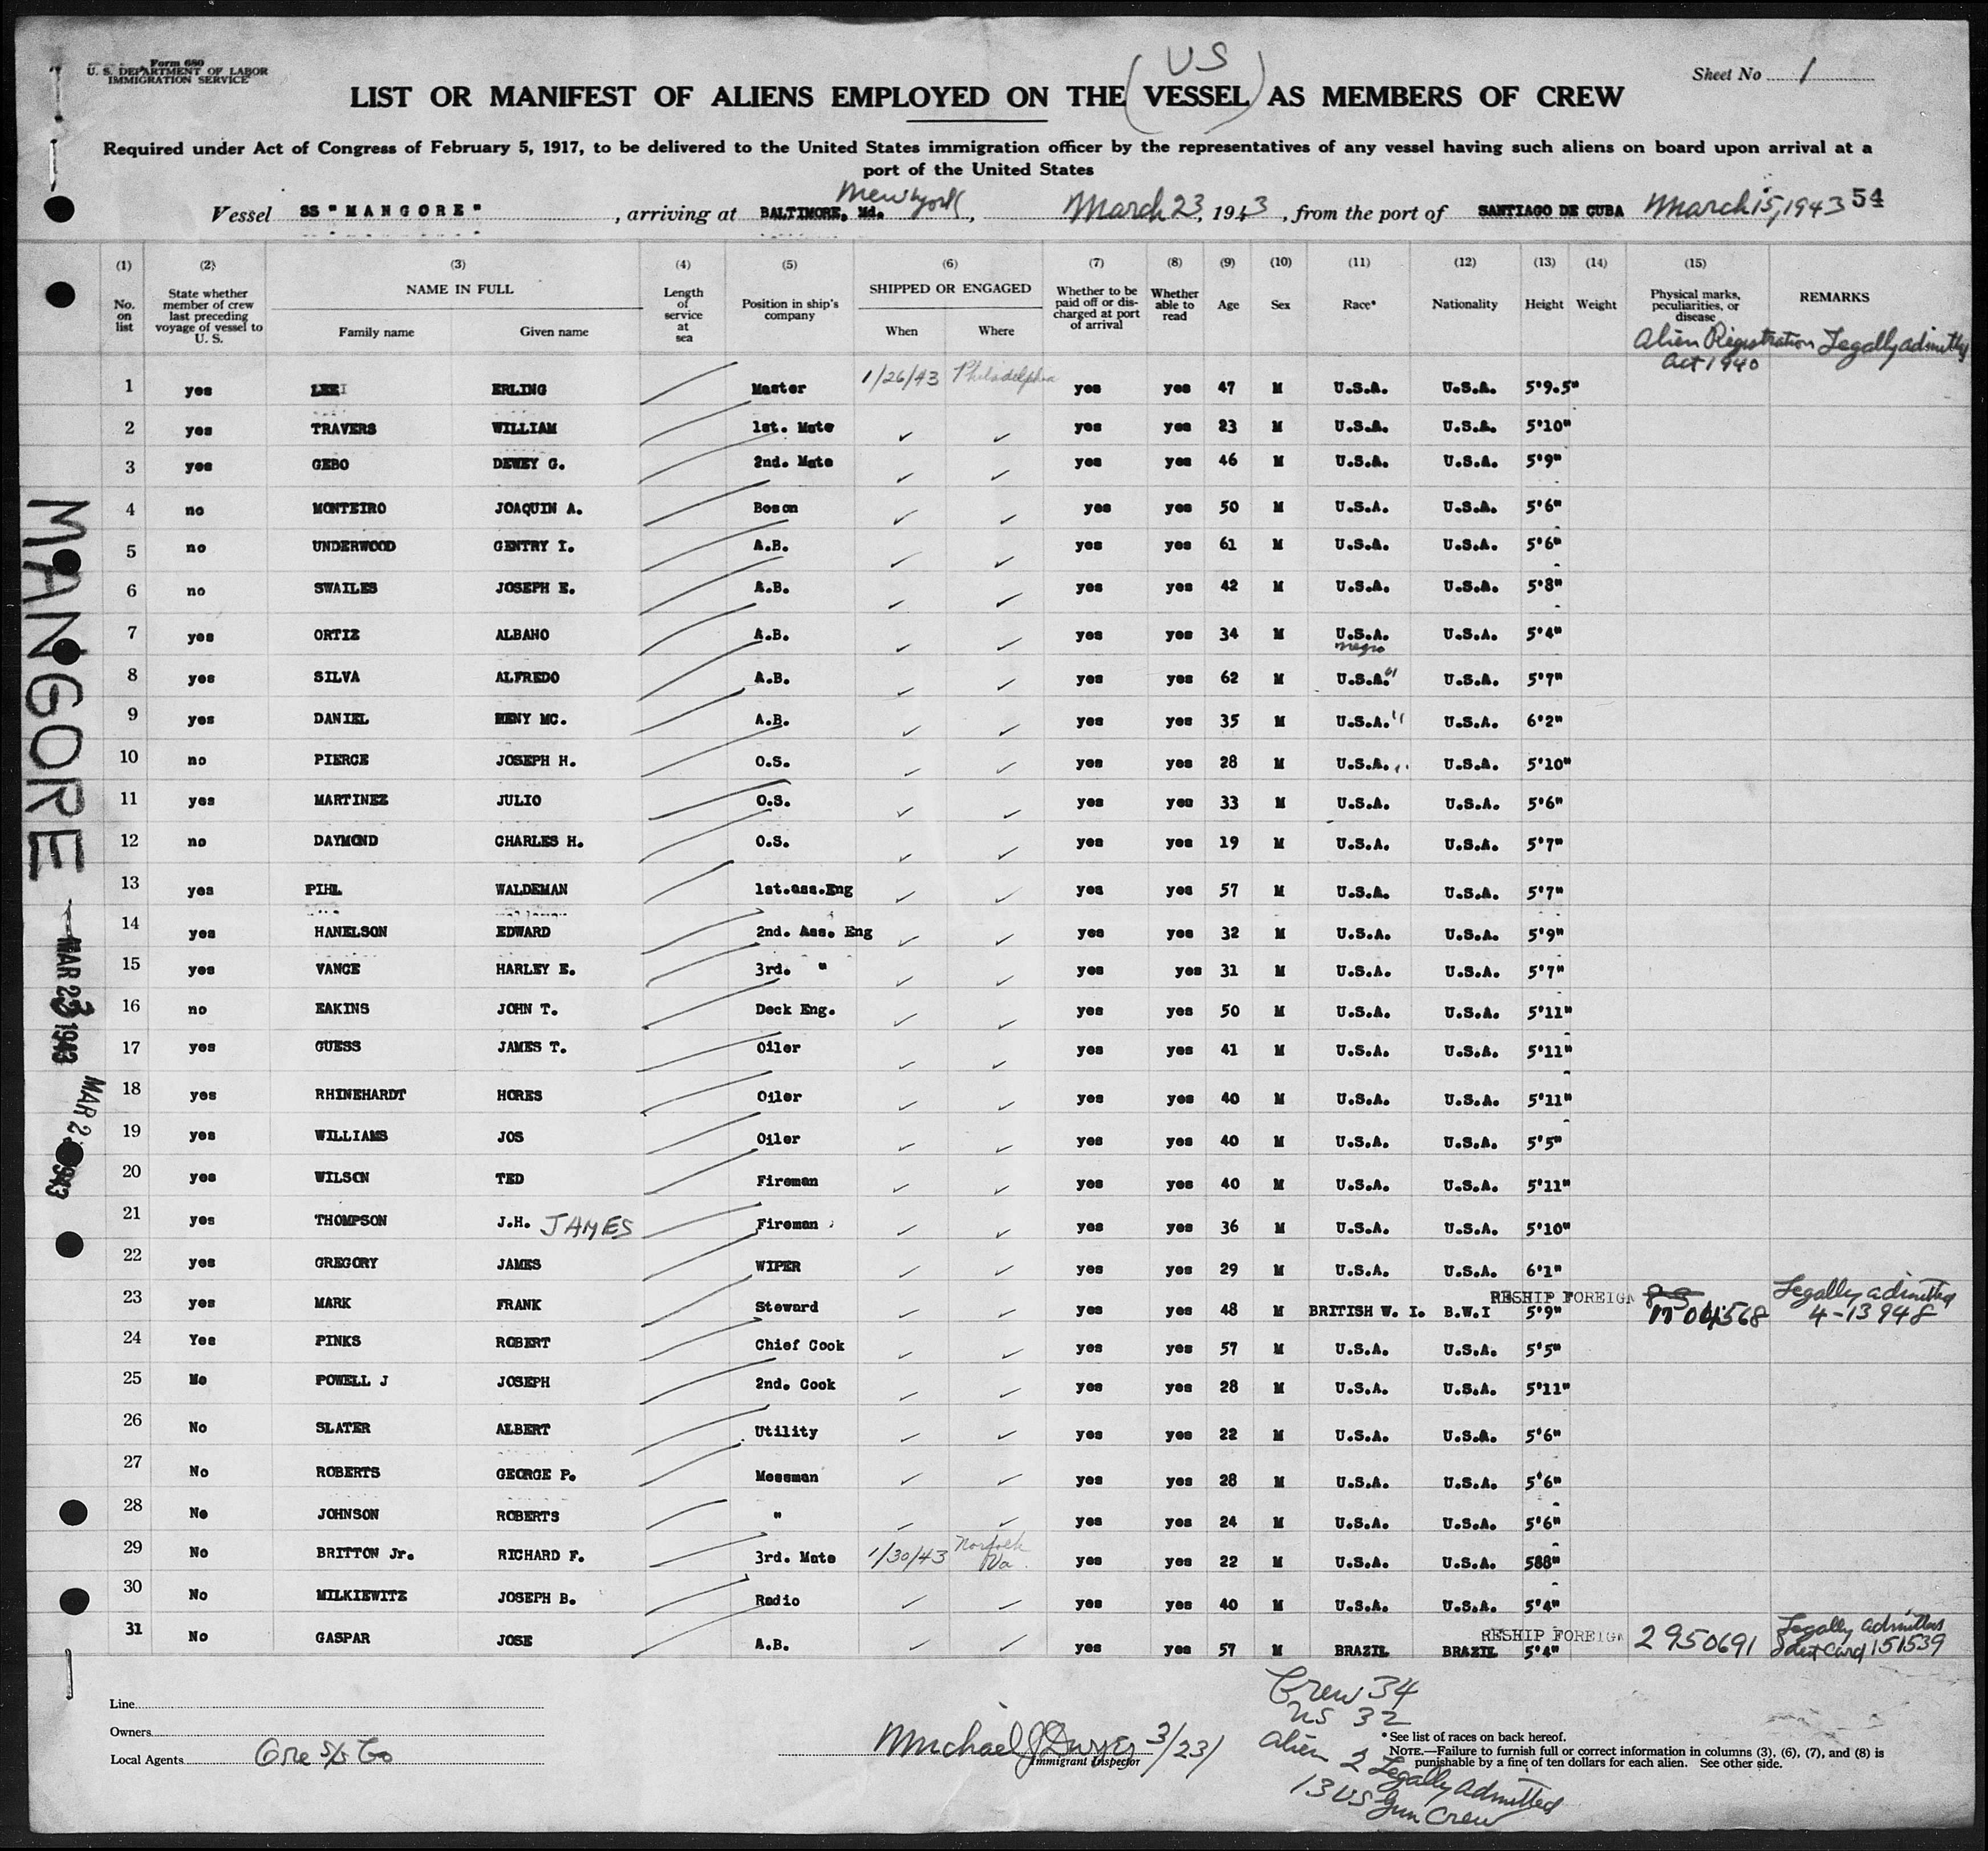 Form 680
U. S. DEPARTMENT OF LABOR
IMMIGRATION SERVICE
Sheet No 1
(US)
LIST OR MANIFEST OF ALIENS EMPLOYED ON THE VESSEL AS MEMBERS OF CREW
Required under Act of Congress of February 5, 1917, to be delivered to the United States immigration officer by the representatives of any vessel having such aliens on board upon arrival at a
port of the United States
New York
Vessel SS "MANGORE", arriving at BALTIMORE, Md., March 23, 1943, from the port of SANTIAGO DE CUBA March 15, 1943 54
(1) (2) (3) (4) (5) (6) (7) (8) (9) (10) (11) (12) (13) (14) (15)
No. on list State whether member of crew last preceding voyage of vessel to U. S. NAME IN FULL Family name Given name Length of service at sea Position in ship's company SHIPPED OR ENGAGED When Where Whether to be paid off or discharged at port of arrival Whether able to read Age Sex Race* Nationality Height Weight Physical marks, peculiarities, or disease REMARKS
Alien Registration Act 1940 Legally admitted
1 yes LEE ERLING Master 1/26/43 Philadelphia yes yes 47 M U.S.A. U.S.A. 5'9.5"
2 yes TRAVERS WILLIAM 1st. Mate ✓ ✓ yes yes 23 M U.S.A. U.S.A. 5'10"
3 yes GEBO DEWEY G. 2nd. Mate ✓ ✓ yes yes 46 M U.S.A. U.S.A. 5'9"
4 no MONTEIRO JOAQUIN A. Boson ✓ ✓ yes yes 50 M U.S.A. U.S.A. 5'6"
5 no UNDERWOOD GENTRY I. A.B. ✓ ✓ yes yes 61 M U.S.A. U.S.A. 5'6"
6 no SWAILES JOSEPH E. A.B. ✓ ✓ yes yes 42 M U.S.A. U.S.A. 5'8"
7 yes ORTIZ ALBANO A.B. ✓ ✓ yes yes 34 M U.S.A. negro U.S.A. 5'4"
8 yes SILVA ALFREDO A.B. ✓ ✓ yes yes 62 M U.S.A. " U.S.A. 5'7"
9 yes DANIEL RENY MC. A.B. ✓ ✓ yes yes 35 M U.S.A. " U.S.A. 6'2"
10 no PIERCE JOSEPH H. O.S. ✓ ✓ yes yes 28 M U.S.A. " U.S.A. 5'10"
11 yes MARTINEZ JULIO O.S. ✓ ✓ yes yes 33 M U.S.A. U.S.A. 5'6"
12 no DAYMOND CHARLES H. O.S. ✓ ✓ yes yes 19 M U.S.A. U.S.A. 5'7"
13 yes PIHL WALDEMAN 1st.ass.Eng ✓ ✓ yes yes 57 M U.S.A. U.S.A. 5'7"
14 yes HANELSON EDWARD 2nd. Ass. Eng ✓ ✓ yes yes 32 M U.S.A. U.S.A. 5'9"
15 yes VANCE HARLEY E. 3rd. " ✓ ✓ yes yes 31 M U.S.A. U.S.A. 5'7"
16 no EAKINS JOHN T. Deck Eng. ✓ ✓ yes yes 50 M U.S.A. U.S.A. 5'11"
17 yes GUESS JAMES T. Oiler ✓ ✓ yes yes 41 M U.S.A. U.S.A. 5'11"
18 yes RHINEHARDT HORES Oiler ✓ ✓ yes yes 40 M U.S.A. U.S.A. 5'11"
19 yes WILLIAMS JOS Oiler ✓ ✓ yes yes 40 M U.S.A. U.S.A. 5'5"
20 yes WILSON TED Fireman ✓ ✓ yes yes 40 M U.S.A. U.S.A. 5'11"
21 yes THOMPSON J.H. JAMES Fireman ✓ ✓ yes yes 36 M U.S.A. U.S.A. 5'10"
22 yes GREGORY JAMES WIPER ✓ ✓ yes yes 29 M U.S.A. U.S.A. 6'1"
23 yes MARK FRANK Steward ✓ ✓ yes yes 48 M BRITISH W. I. B.W.I 5'9" RESHIP FOREIGN Legally admitted 4-13948
24 Yes PINKS ROBERT Chief Cook ✓ ✓ yes yes 57 M U.S.A. U.S.A. 5'5"
25 No POWELL J JOSEPH 2nd. Cook ✓ ✓ yes yes 28 M U.S.A. U.S.A. 5'11"
26 No SLATER ALBERT Utility ✓ ✓ yes yes 22 M U.S.A. U.S.A. 5'6"
27 No ROBERTS GEORGE P. Messman ✓ ✓ yes yes 28 M U.S.A. U.S.A. 5'6"
28 No JOHNSON ROBERTS " ✓ ✓ yes yes 24 M U.S.A. U.S.A. 5'6"
29 No BRITTON Jr. RICHARD F. 3rd. Mate 1/30/43 Norfolk Va. yes yes 22 M U.S.A. U.S.A. 588"
30 No MILKIEWITZ JOSEPH B. Radio ✓ ✓ yes yes 40 M U.S.A. U.S.A. 5'4"
31 No GASPAR JOSE A.B. ✓ ✓ yes yes 57 M BRAZIL BRAZIL 5'4" RESHIP FOREIGN 2950691 Legally admitted Ident Card 151539
MANGORE
MAR 23 1943
MAR 2 1943
Line
Owners
Local Agents Ore S/S Co
Michael J Dwyer 3/23/
Immigrant Inspector
Crew 34
US 32
Alien 2 Legally Admitted
13 US Gun Crew
*See list of races on back hereof.
NOTE.—Failure to furnish full or correct information in columns (3), (6), (7), and (8) is
punishable by a fine of ten dollars for each alien. See other side.